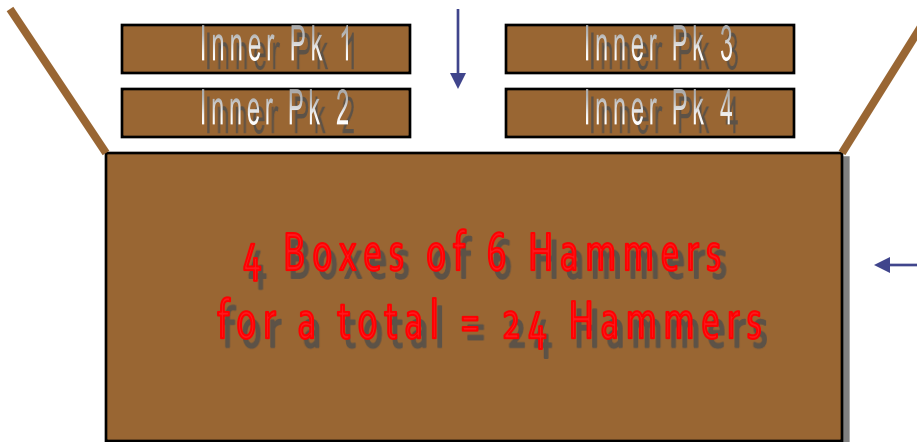 Inner Pk 1
Inner Pk 3
Inner Pk 2
Inner Pk 4
4 Boxes of 6 Hammers
for a total = 24 Hammers